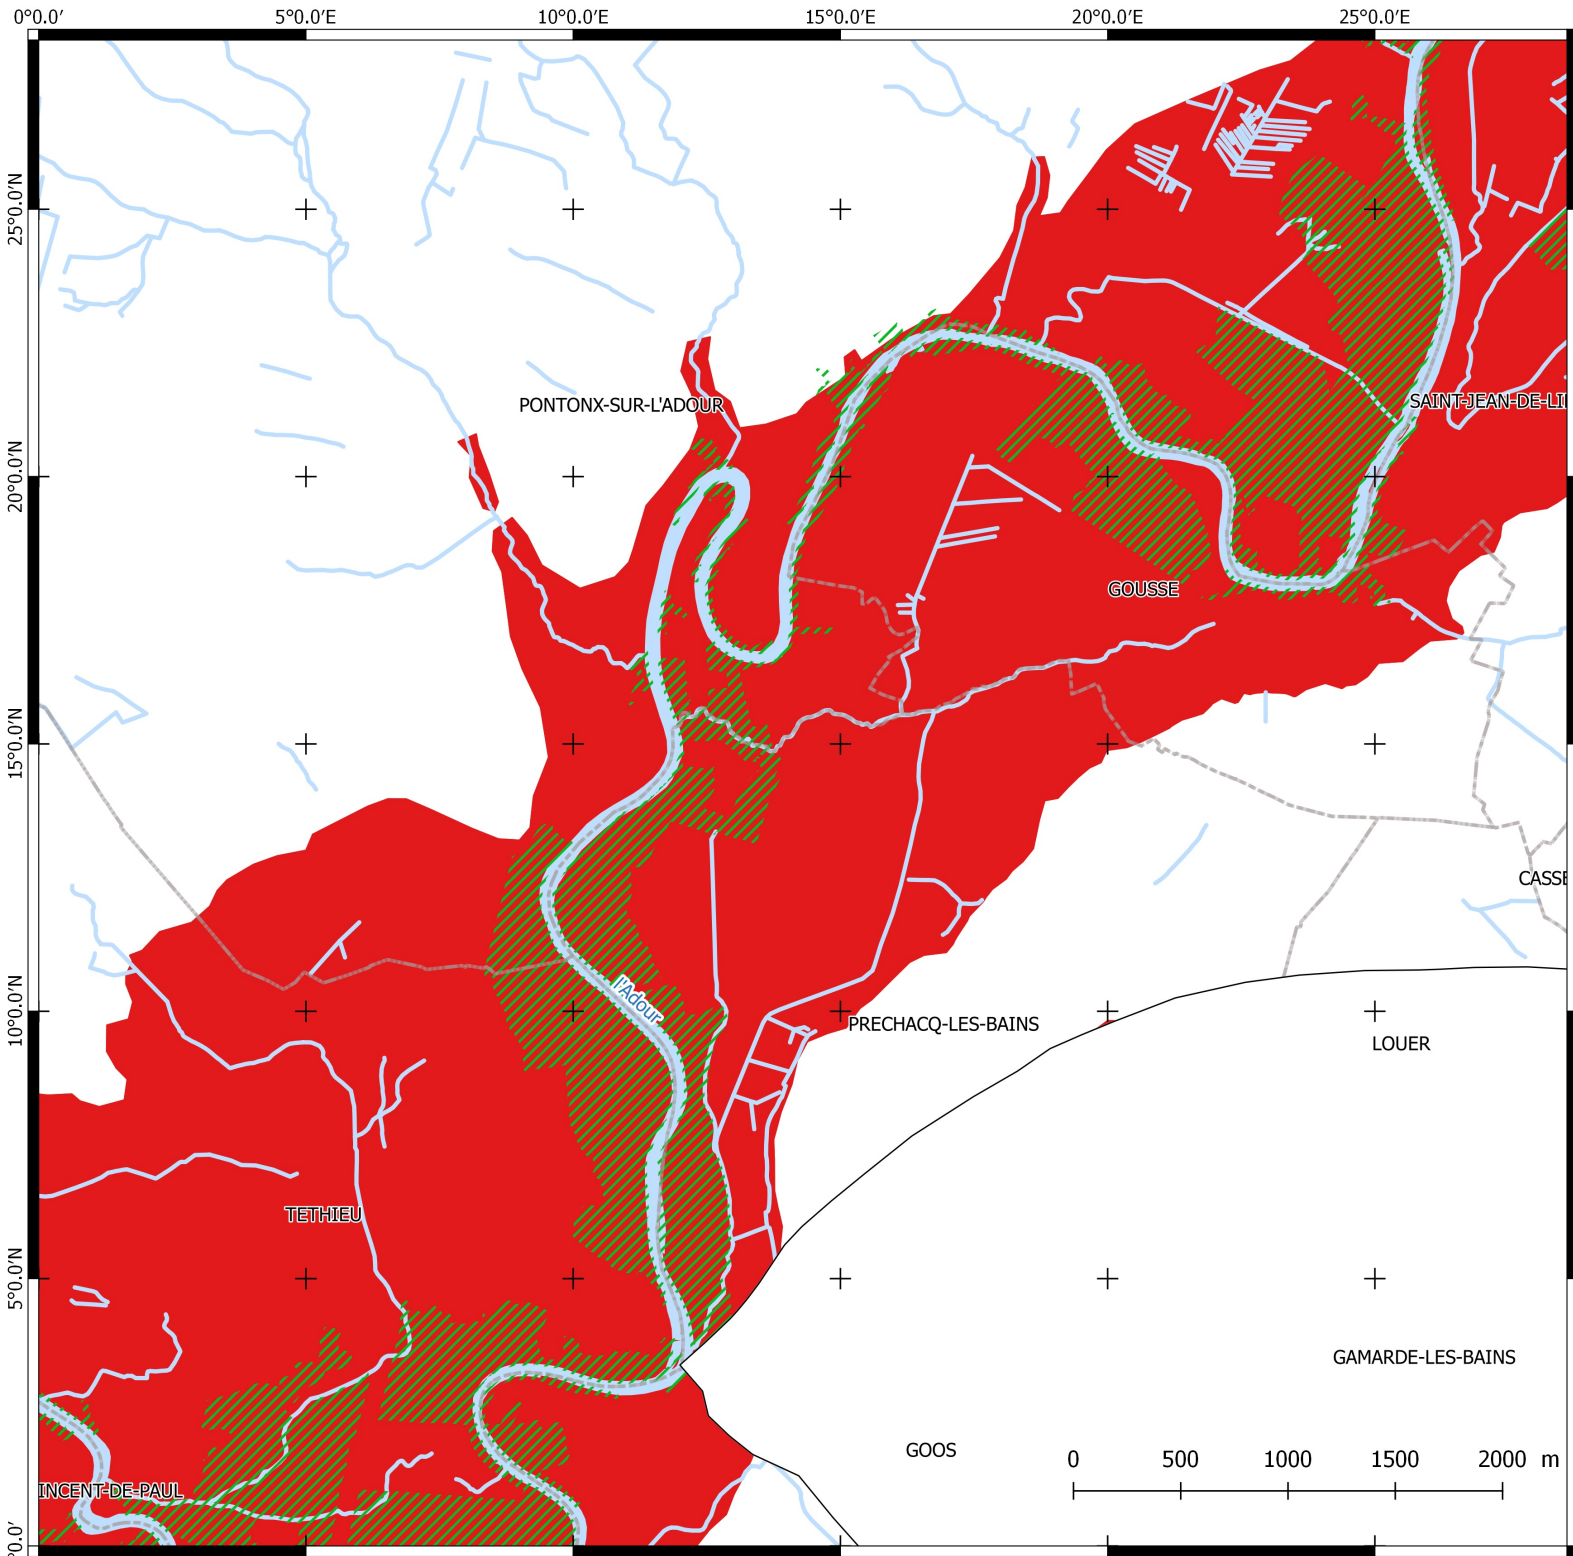 0°0.0′ 5°0.0′E 10°0.0′E 15°0.0′E 20°0.0′E 25°0.0′E
25°0.0′N
20°0.0′N
15°0.0′N
10°0.0′N
5°0.0′N
°0.0′
PONTONX-SUR-L'ADOUR
SAINT-JEAN-DE-LI
GOUSSE
CASSE
l'Adour
PRECHACQ-LES-BAINS
LOUER
TETHIEU
GAMARDE-LES-BAINS
GOOS
INCENT-DE-PAUL
0 500 1000 1500 2000 m